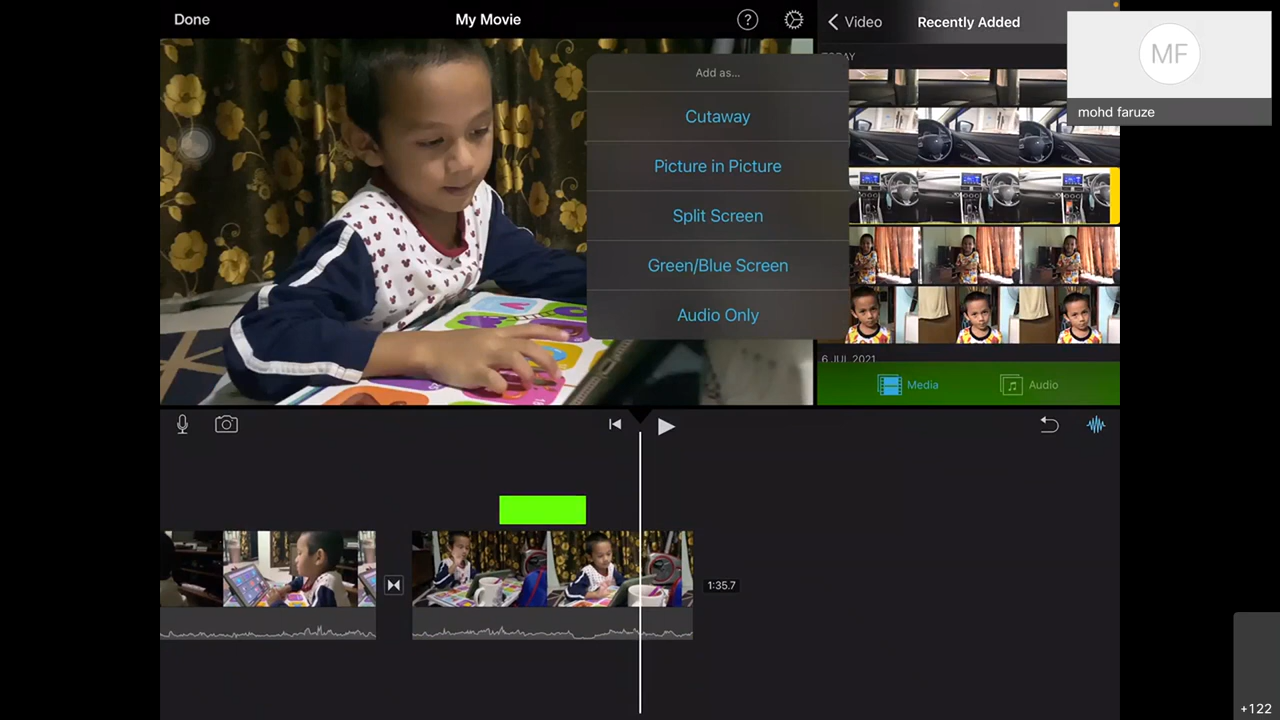 Done
My Movie
?
Video
Recently Added
MF
mohd faruze
Add as...
Cutaway
Picture in Picture
Split Screen
Green/Blue Screen
Audio Only
TODAY
6 JUL 2021
Media
Audio
1:35.7
+122